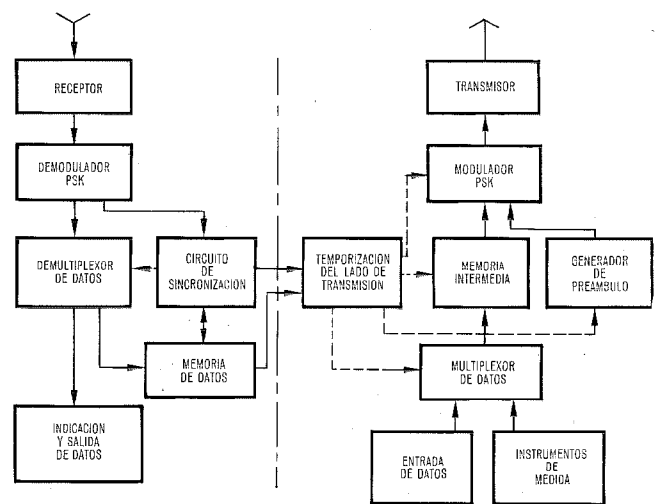 RECEPTOR
DEMODULADOR
PSK
DEMULTIPLEXOR
DE DATOS
CIRCUITO
DE
SINCRONIZACION
MEMORIA
DE DATOS
INDICACION
Y SALIDA
DE DATOS
TRANSMISOR
MODULADOR
PSK
TEMPORIZACION
DEL LADO DE
TRANSMISION
MEMORIA
INTERMEDIA
GENERADOR
DE
PREAMBULO
MULTIPLEXOR
DE DATOS
ENTRADA
DE DATOS
INSTRUMENTOS
DE
MEDIDA